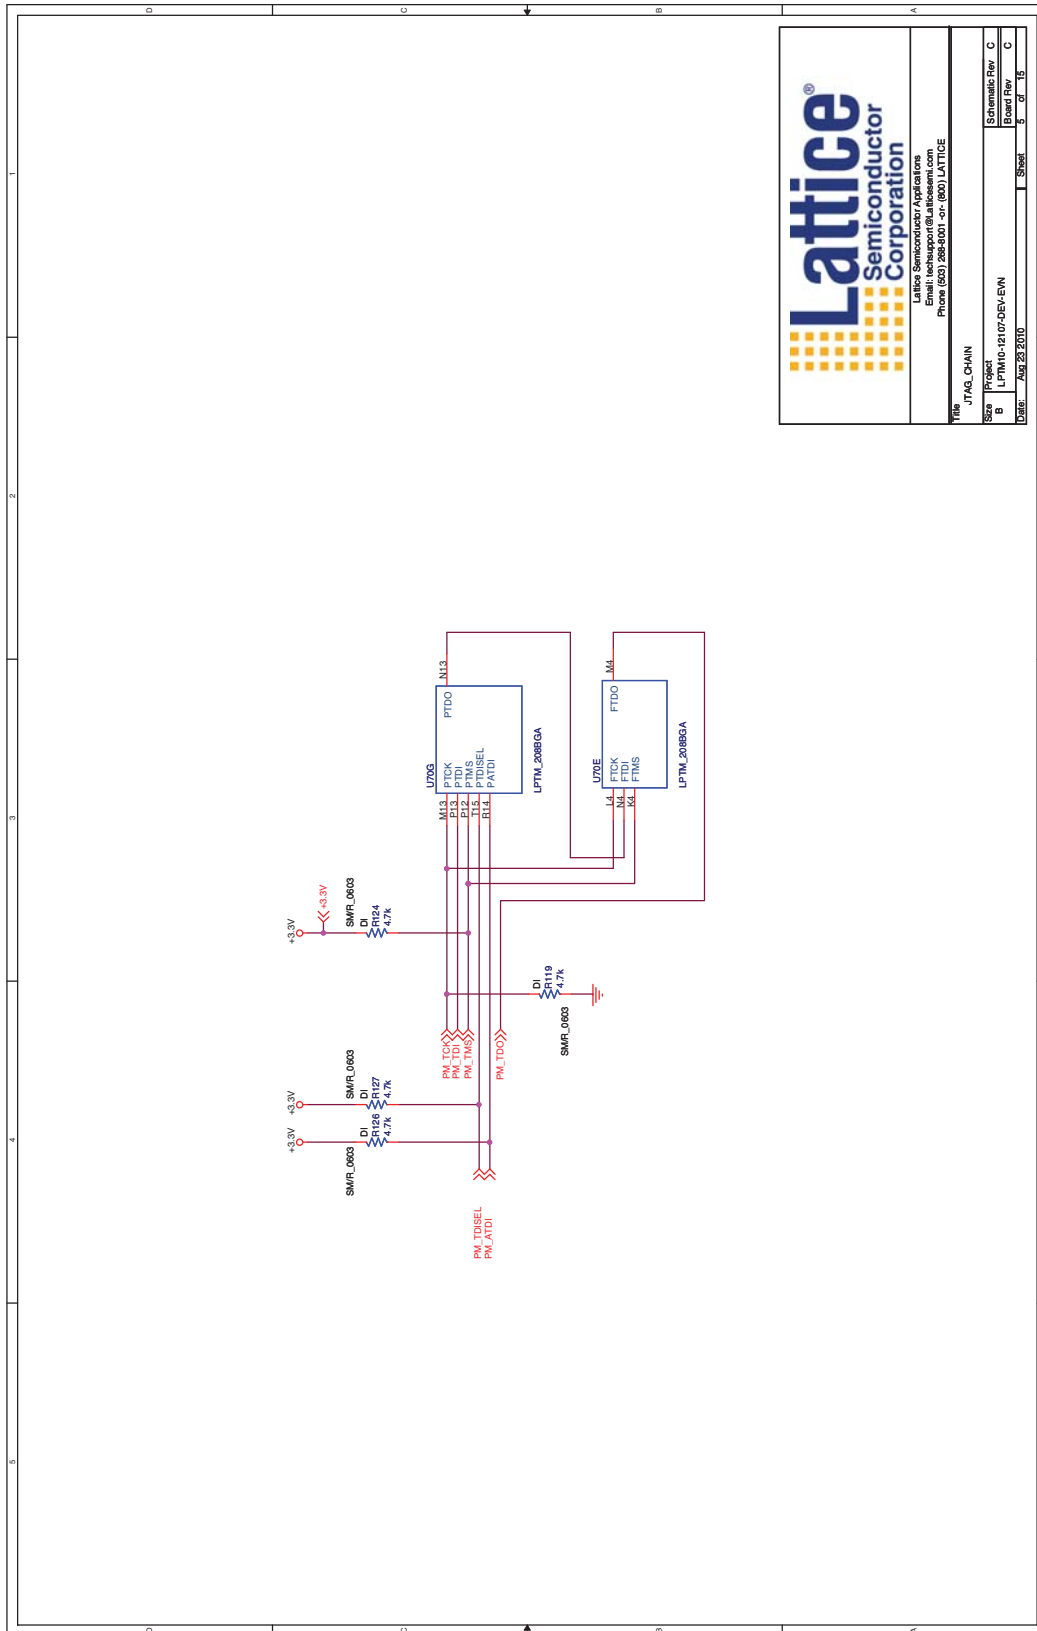 5
4
3
2
1
D
C
B
A
+3.3V
+3.3V
+3.3V
+3.3V
SM/R_0603
DI
R126
4.7k
SM/R_0603
DI
R127
4.7k
SM/R_0603
DI
R124
4.7k
PM_TCK
PM_TDI
PM_TMS
PM_TDISEL
PM_ATDI
PM_TDO
DI
R119
4.7k
SM/R_0603
U70G
M13 PTCK
P13 PTDI
P12 PTMS
T15 PTDISEL
R14 PATDI
PTDO N13
LPTM_208BGA
U70E
L4 FTCK
N4 FTDI
K4 FTMS
FTDO M4
LPTM_208BGA
Lattice®
Semiconductor
Corporation
Lattice Semiconductor Applications
Email: techsupport@Latticesemi.com
Phone (503) 268-8001 -or- (800) LATTICE
Title
JTAG_CHAIN
Size
B
Project
LPTM10-12107-DEV-EVN
Schematic Rev C
Board Rev C
Date: Aug 23 2010
Sheet 5 of 15
D
C
B
A